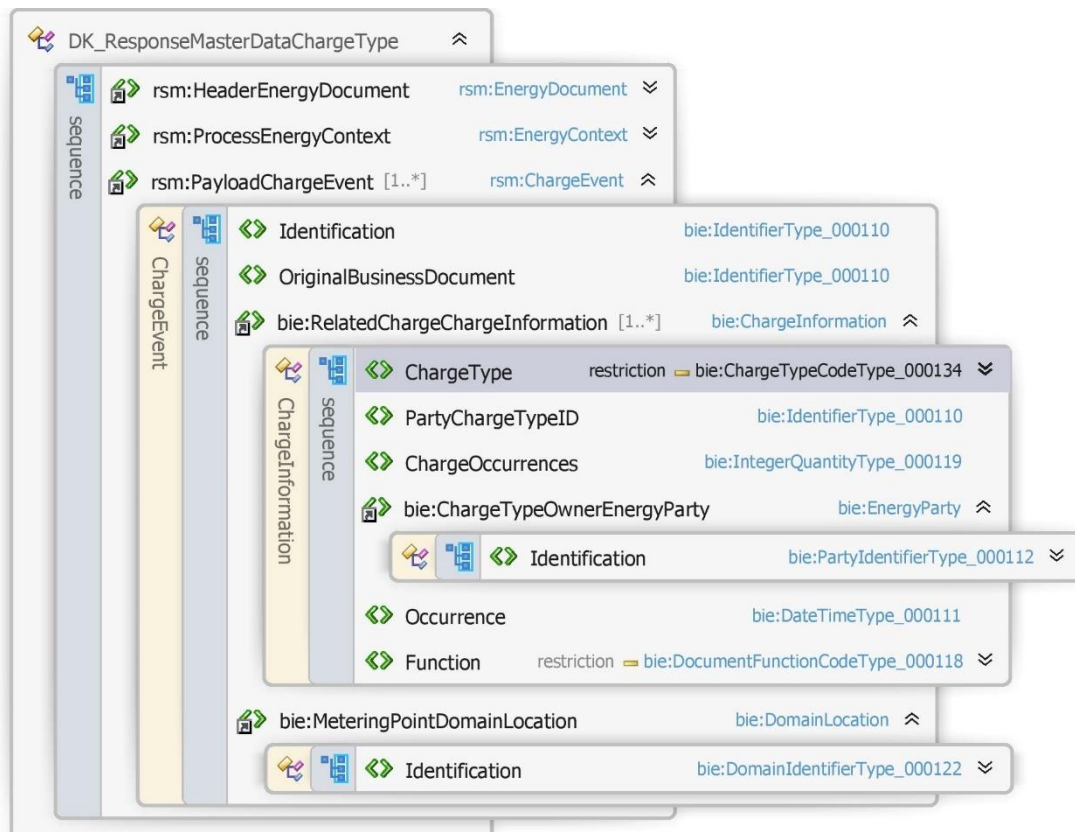 DK_ResponseMasterDataChargeType
sequence
rsm:HeaderEnergyDocument rsm:EnergyDocument
rsm:ProcessEnergyContext rsm:EnergyContext
rsm:PayloadChargeEvent [1..*] rsm:ChargeEvent
ChargeEvent
sequence
Identification bie:IdentifierType_000110
OriginalBusinessDocument bie:IdentifierType_000110
bie:RelatedChargeChargeInformation [1..*] bie:ChargeInformation
ChargeInformation
sequence
ChargeType restriction bie:ChargeTypeCodeType_000134
PartyChargeTypeID bie:IdentifierType_000110
ChargeOccurrences bie:IntegerQuantityType_000119
bie:ChargeTypeOwnerEnergyParty bie:EnergyParty
Identification bie:PartyIdentifierType_000112
Occurrence bie:DateTimeType_000111
Function restriction bie:DocumentFunctionCodeType_000118
bie:MeteringPointDomainLocation bie:DomainLocation
Identification bie:DomainIdentifierType_000122